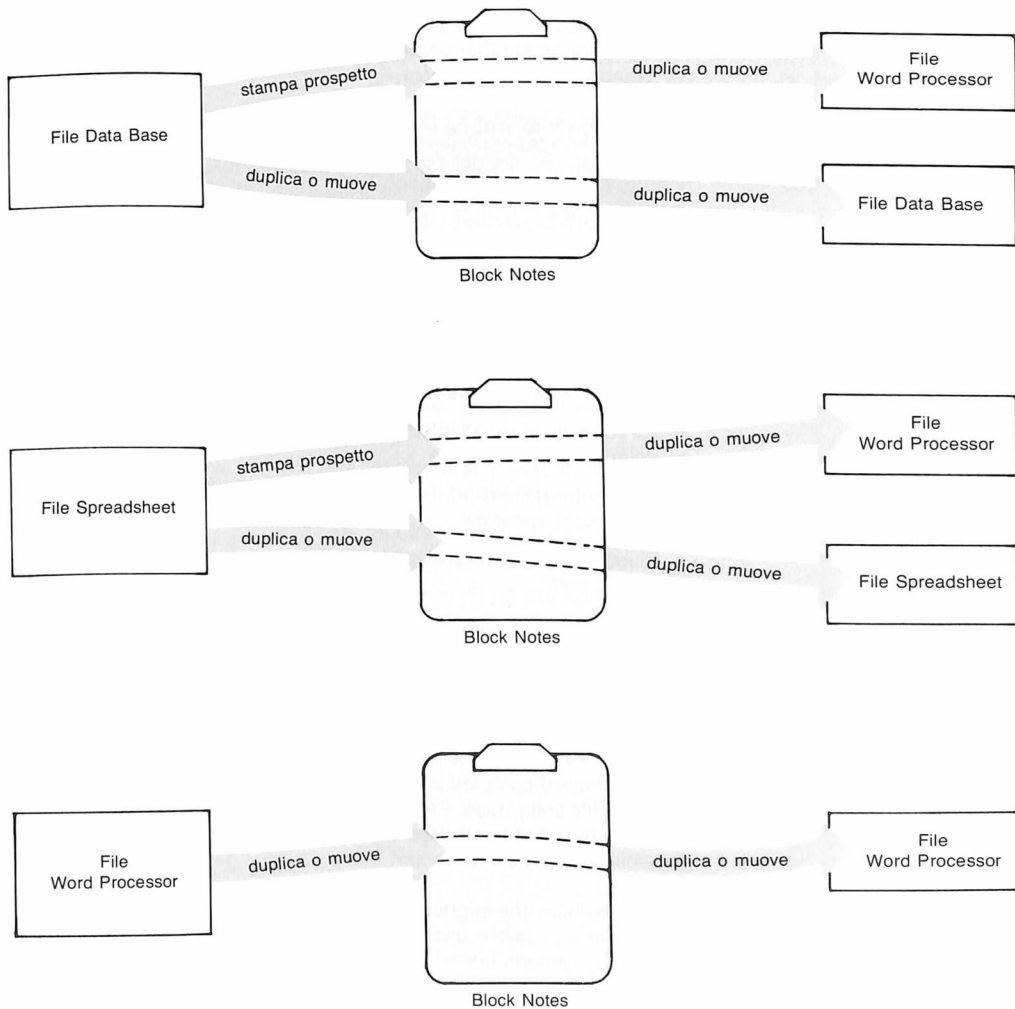 File Data Base
stampa prospetto
duplica o muove
Block Notes
duplica o muove
duplica o muove
File
Word Processor
File Data Base
File Spreadsheet
stampa prospetto
duplica o muove
Block Notes
duplica o muove
duplica o muove
File
Word Processor
File Spreadsheet
File
Word Processor
duplica o muove
Block Notes
duplica o muove
File
Word Processor